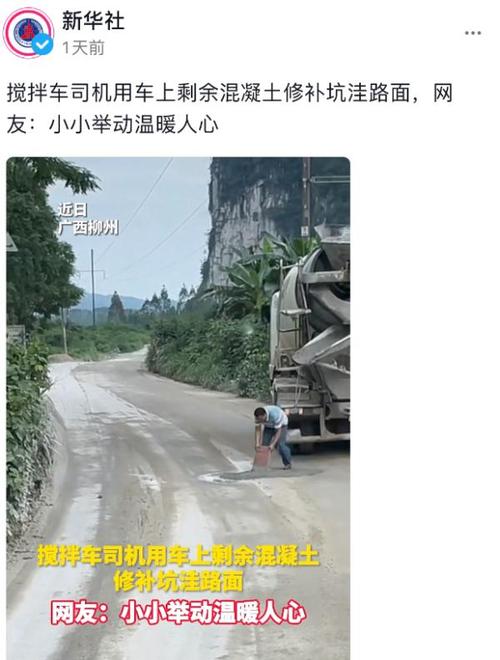 新华社
1天前
搅拌车司机用车上剩余混凝土修补坑洼路面，网
友：小小举动温暖人心
近日
广西柳州
搅拌车司机用车上剩余混凝土
修补坑洼路面
网友：小小举动温暖人心